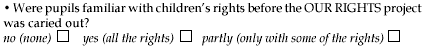 • Were pupils familiar with children's rights before the OUR RIGHTS project
was caried out?
no (none) ☐ yes (all the rights) ☐ partly (only with some of the rights) ☐